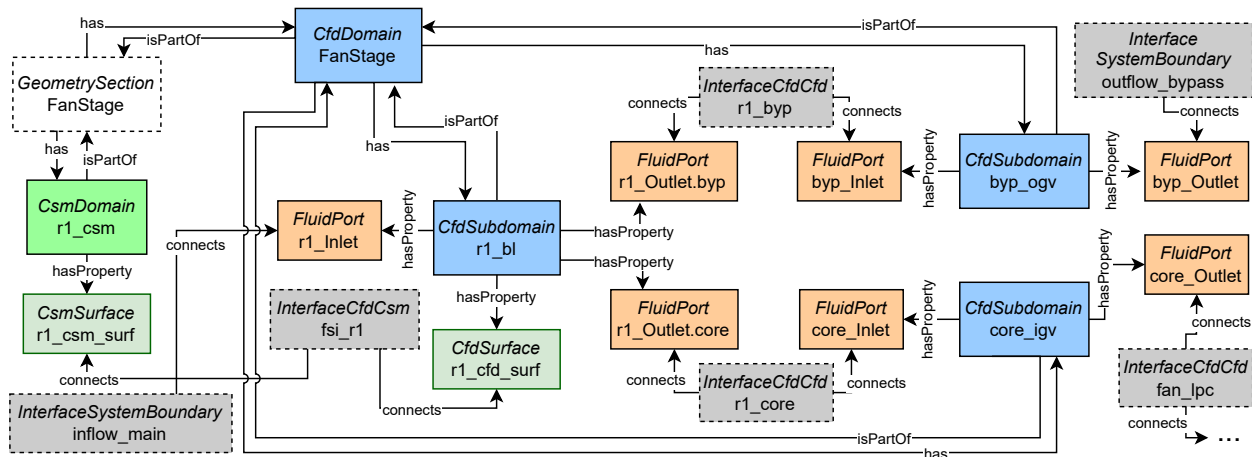 has
isPartOf
CfdDomain
FanStage
isPartOf
has
Interface
SystemBoundary
outflow_bypass
GeometrySection
FanStage
InterfaceCfdCfd
r1_byp
connects
connects
connects
has
isPartOf
has
isPartOf
FluidPort
r1_Outlet.byp
FluidPort
byp_Inlet
hasProperty
CfdSubdomain
byp_ogv
hasProperty
FluidPort
byp_Outlet
CsmDomain
r1_csm
connects
FluidPort
r1_Inlet
hasProperty
CfdSubdomain
r1_bl
hasProperty
hasProperty
hasProperty
hasProperty
CsmSurface
r1_csm_surf
InterfaceCfdCsm
fsi_r1
CfdSurface
r1_cfd_surf
FluidPort
r1_Outlet.core
FluidPort
core_Inlet
hasProperty
CfdSubdomain
core_igv
hasProperty
FluidPort
core_Outlet
connects
connects
connects
connects
InterfaceCfdCfd
r1_core
connects
connects
InterfaceCfdCfd
fan_lpc
connects
...
InterfaceSystemBoundary
inflow_main
isPartOf
has